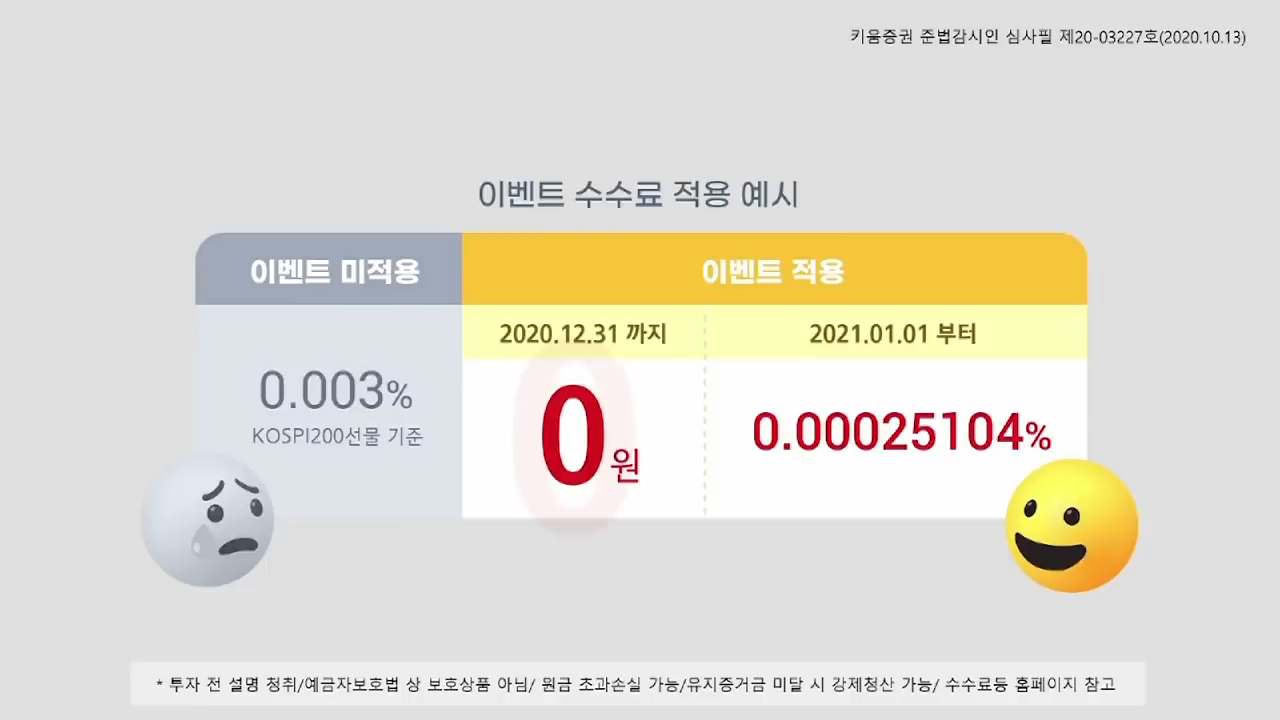 키움증권 준법감시인 심사필 제20-03227호(2020.10.13)
이벤트 수수료 적용 예시
이벤트 미적용
이벤트 적용
2020.12.31 까지
2021.01.01 부터
0.003%
KOSPI200선물 기준
0원
0.00025104%
* 투자 전 설명 청취/예금자보호법 상 보호상품 아님/ 원금 초과손실 가능/유지증거금 미달 시 강제청산 가능/ 수수료등 홈페이지 참고